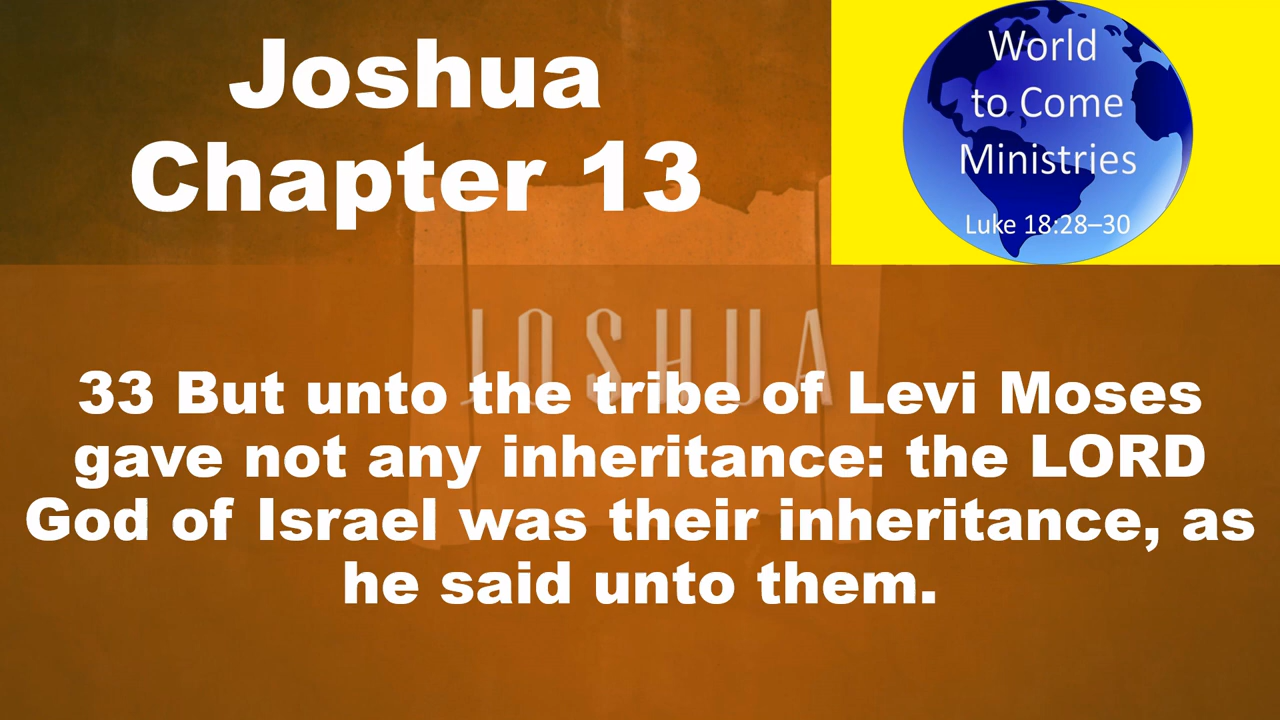 Joshua
Chapter 13
World
to Come
Ministries
Luke 18:28–30
JOSHUA
33 But unto the tribe of Levi Moses
gave not any inheritance: the LORD
God of Israel was their inheritance, as
he said unto them.